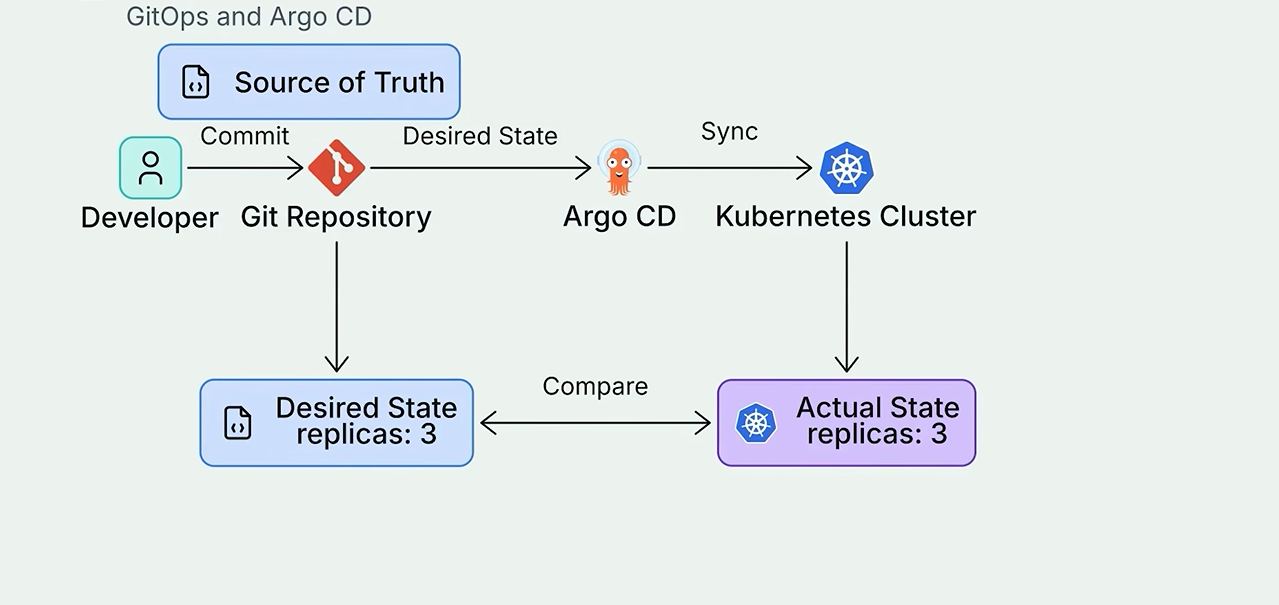 GitOps and Argo CD
Source of Truth
Commit
Desired State
Sync
Developer
Git Repository
Argo CD
Kubernetes Cluster
Compare
Desired State
replicas: 3
Actual State
replicas: 3